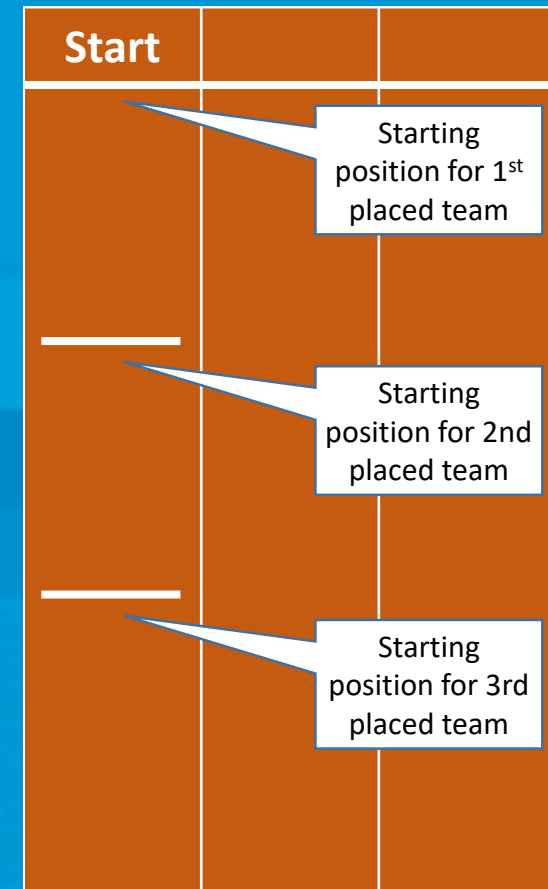 Start
Starting
position for 1st
placed team
Starting
position for 2nd
placed team
Starting
position for 3rd
placed team